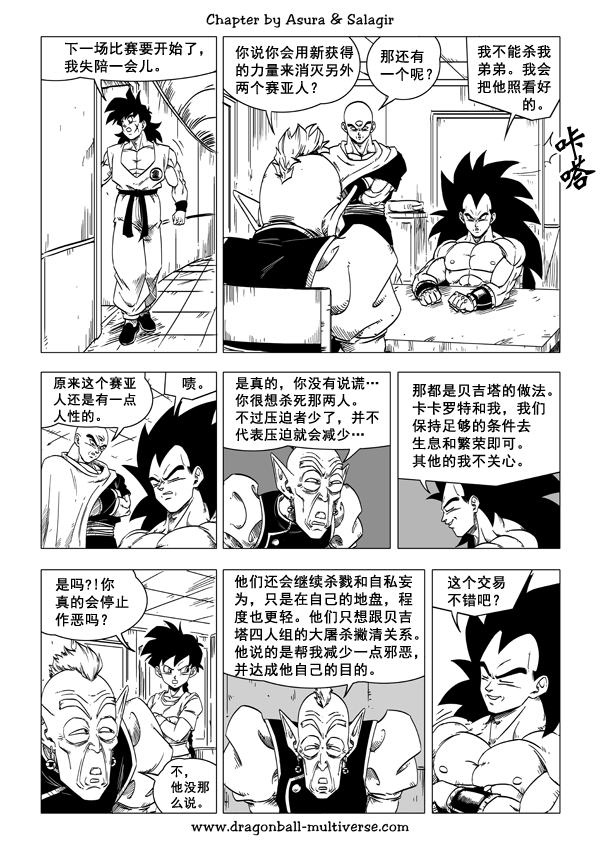 Chapter by Asura & Salagir
下一场比赛要开始了，
我失陪一会儿。
你说你会用新获得
的力量来消灭另外
两个赛亚人？
那还有
一个呢？
我不能杀我
弟弟。我会
把他照看好
的。
咔
嗒
原来这个赛亚
人还是有一点
人性的。
啧。
是真的，你没有说谎…
你很想杀死那两人。
不过压迫者少了，并不
代表压迫就会减少…
那都是贝吉塔的做法。
卡卡罗特和我，我们
保持足够的条件去
生息和繁荣即可。
其他的我不关心。
是吗?!你
真的会停止
作恶吗？
不，
他没那
么说。
他们还会继续杀戮和自私妄
为，只是在自己的地盘，程
度也更轻。他们只想跟贝吉
塔四人组的大屠杀撇清关系。
他说的是帮我减少一点邪恶，
并达成他自己的目的。
这个交易
不错吧？
www.dragonball-multiverse.com